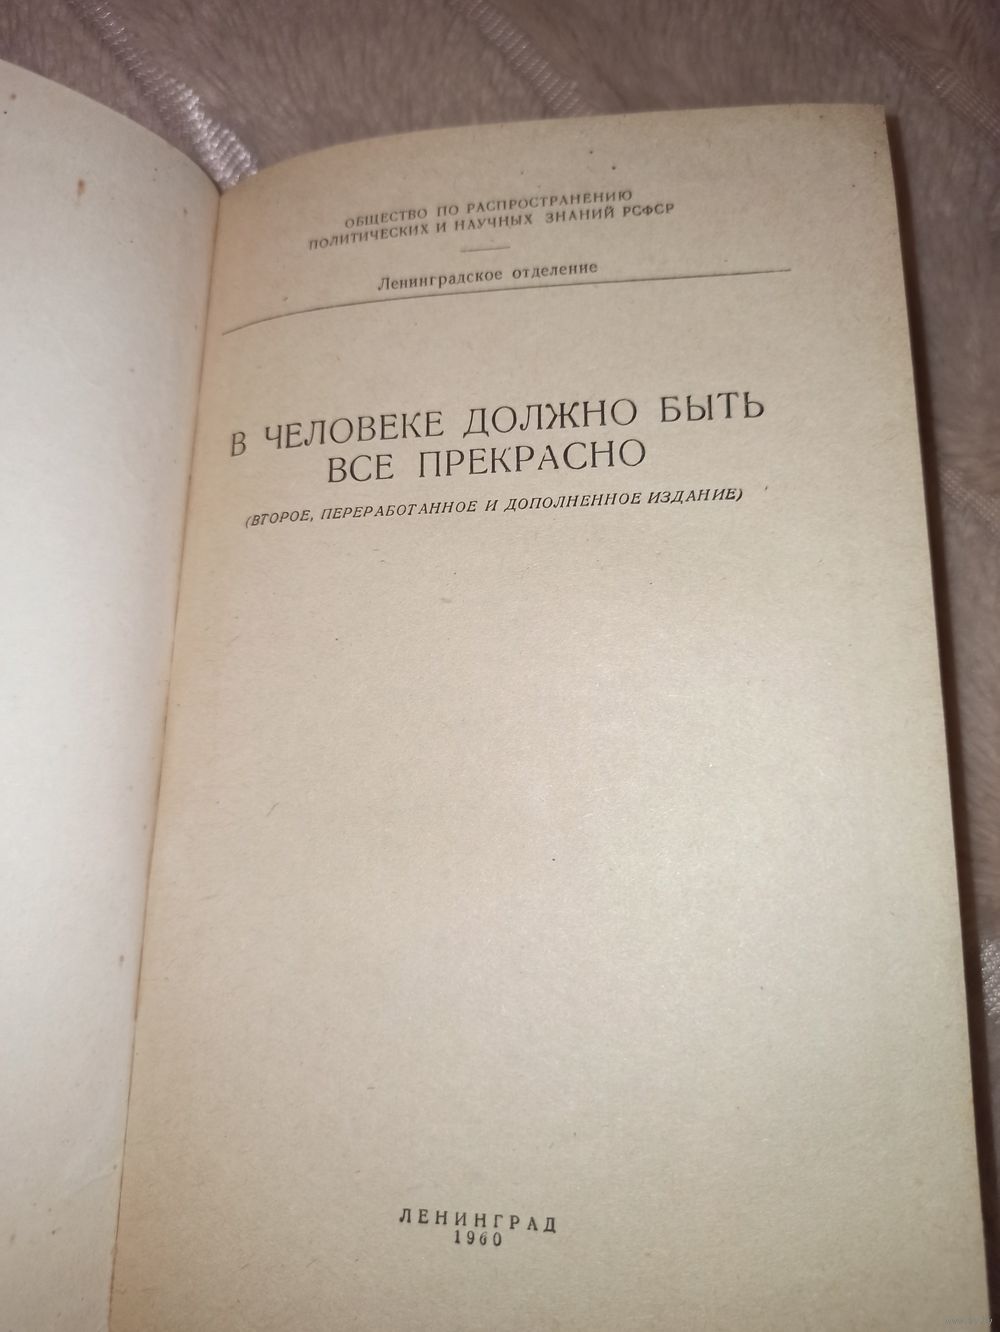 ОБЩЕСТВО ПО РАСПРОСТРАНЕНИЮ
ПОЛИТИЧЕСКИХ И НАУЧНЫХ ЗНАНИЙ РСФСР
Ленинградское отделение
В ЧЕЛОВЕКЕ ДОЛЖНО БЫТЬ
ВСЕ ПРЕКРАСНО
(ВТОРОЕ, ПЕРЕРАБОТАННОЕ И ДОПОЛНЕННОЕ ИЗДАНИЕ)
ЛЕНИНГРАД
1960